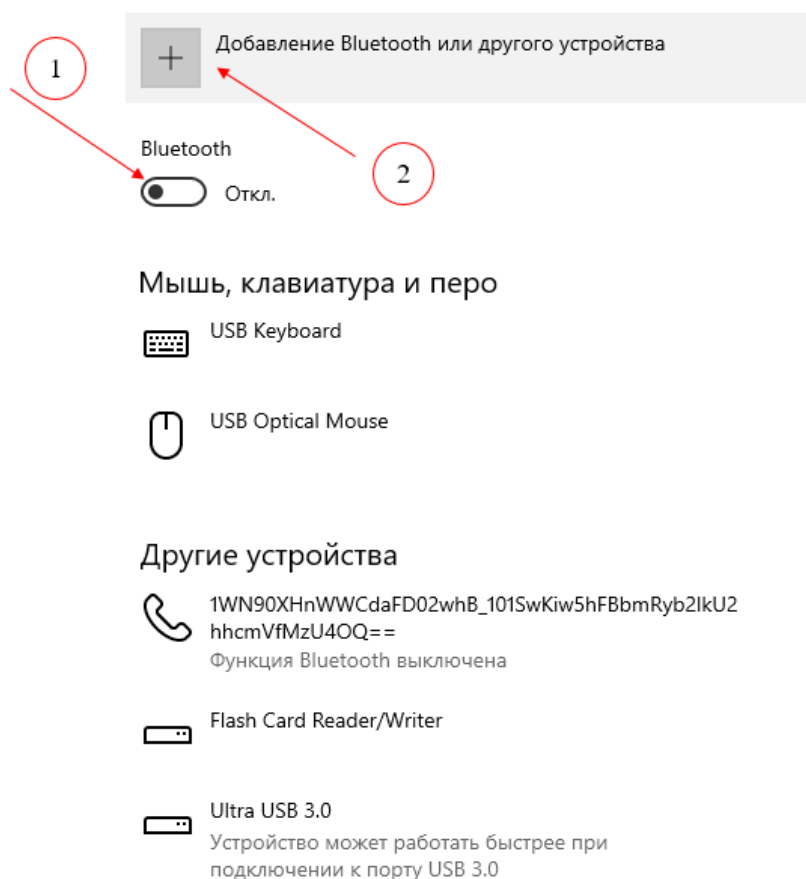 Добавление Bluetooth или другого устройства
1
Bluetooth
2
Откл.
Мышь, клавиатура и перо
USB Keyboard
USB Optical Mouse
Другие устройства
1WN90XHnWWCdaFD02whB_101SwKiw5hFBbmRyb2lkU2
hhcmVfMzU4OQ==
Функция Bluetooth выключена
Flash Card Reader/Writer
Ultra USB 3.0
Устройство может работать быстрее при
подключении к порту USB 3.0